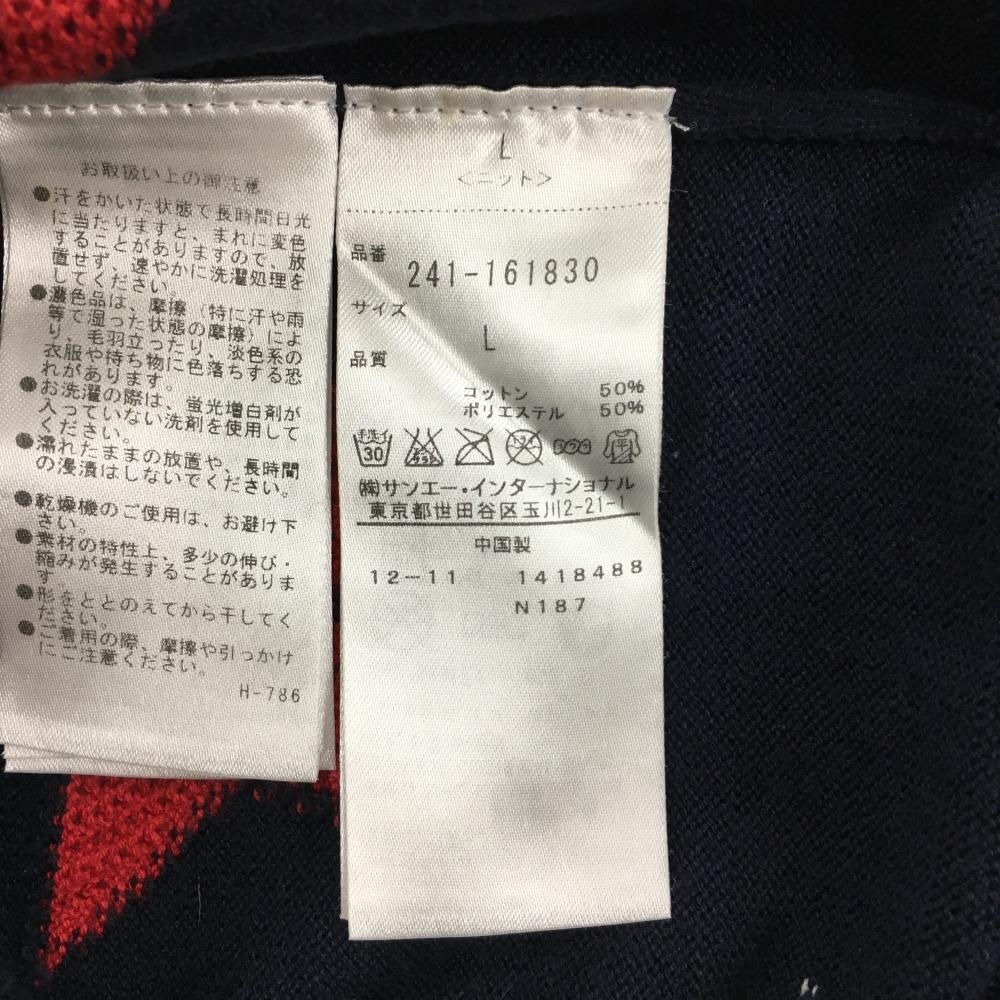 お取扱い上の御注意
●汗をかいた状態で長時間日光
に当たりますと、まれに変色
することがありますので、放
置せず、速やかに洗濯処理を
してください。
●濃色品は、摩擦（特に汗や雨
等で湿った状態の摩擦）によ
り、毛羽立ったり、淡色系の
衣服や持ち物に色落ちする恐
れがあります。
●お洗濯の際は、蛍光増白剤が
入っていない洗剤を使用して
ください。
●濡れたままの放置や、長時間
の浸漬はしないでください。
●乾燥機のご使用は、お避け下
さい。
●素材の特性上、多少の伸び・
縮みが発生することがありま
す
●形をととのえてから干してく
ださい。
●ご着用の際、摩擦や引っかけ
にご注意ください。
H-786
L
<ニット>
品番
241-161830
サイズ
L
品質
コットン 50%
ポリエステル 50%
手洗イ
30
エンソサラシ
ドライ
ヨワク
平
㈱サンエー・インターナショナル
東京都世田谷区玉川2-21-1
中国製
12-11 1418488
N187